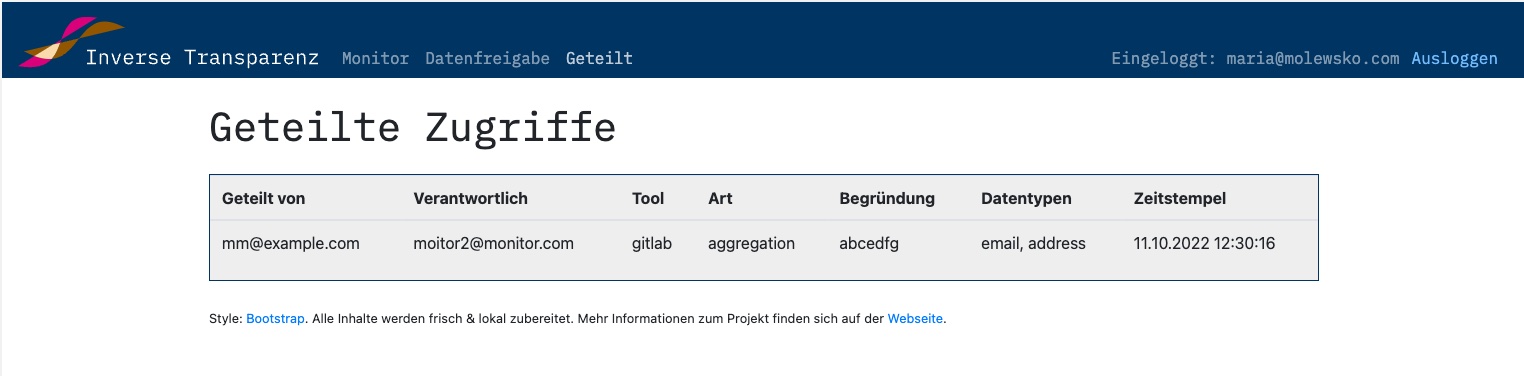 Inverse Transparenz Monitor Datenfreigabe Geteilt Eingeloggt: maria@molewsko.com Ausloggen
Geteilte Zugriffe
Geteilt von Verantwortlich Tool Art Begründung Datentypen Zeitstempel
mm@example.com moitor2@monitor.com gitlab aggregation abcedfg email, address 11.10.2022 12:30:16
Style: Bootstrap. Alle Inhalte werden frisch & lokal zubereitet. Mehr Informationen zum Projekt finden sich auf der Webseite.